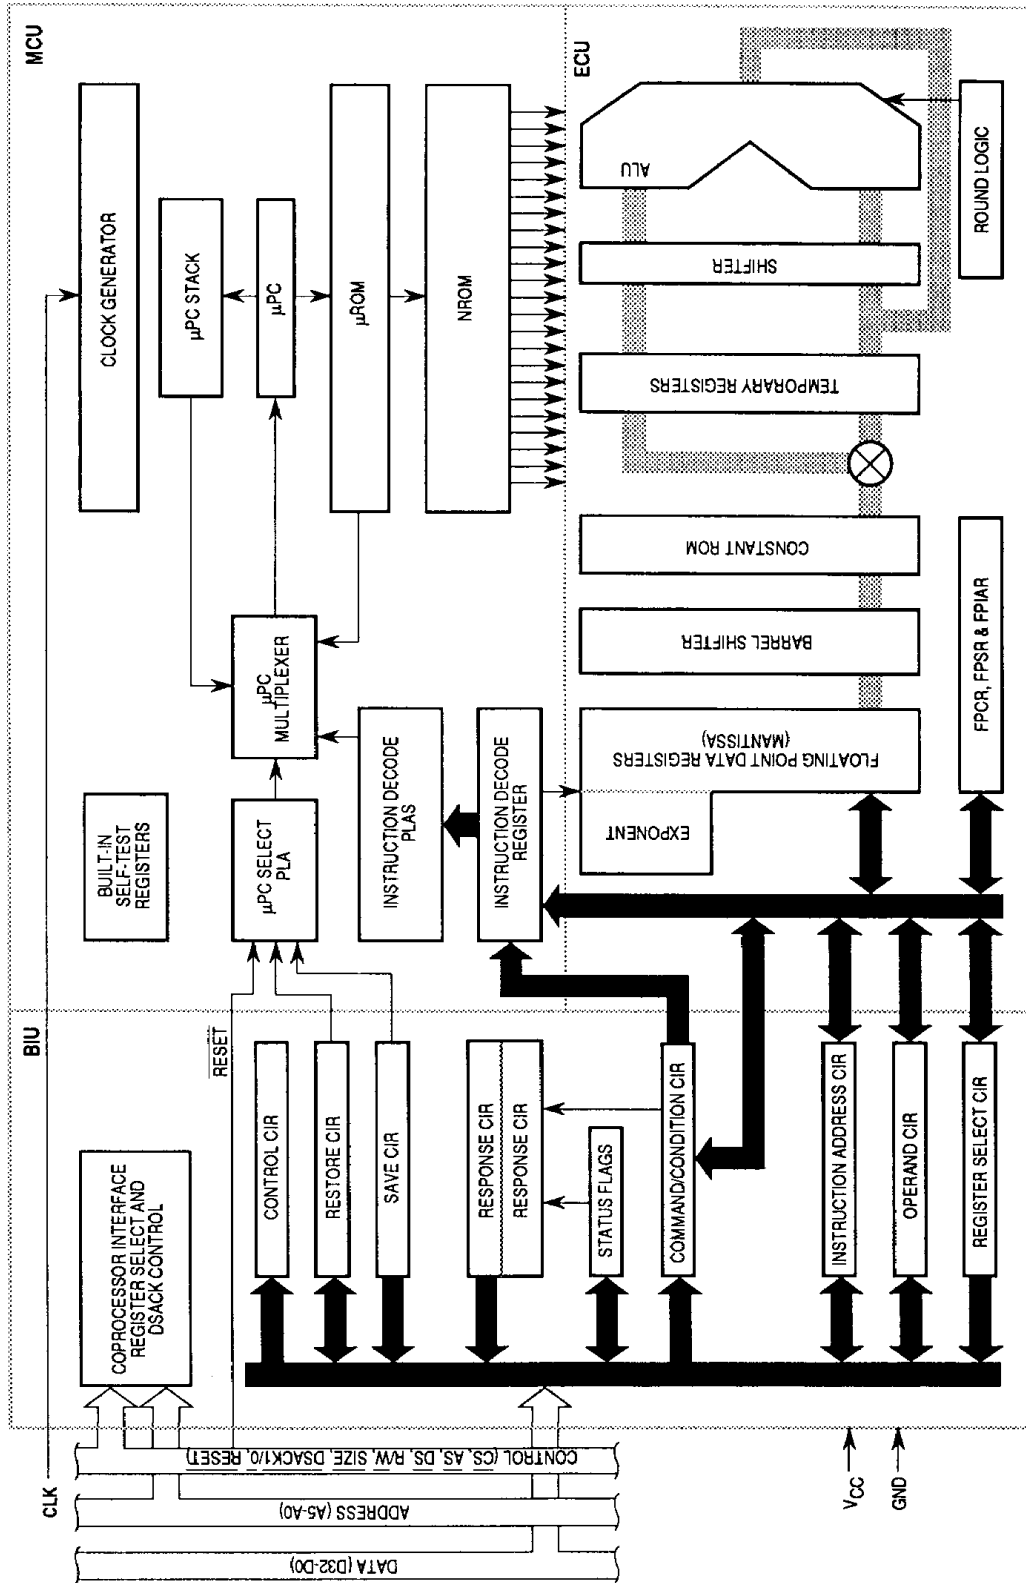 MCU
CLOCK GENERATOR
µPC STACK
µPC
µROM
NROM
µPC
MULTIPLEXER
BUILT-IN
SELF-TEST
REGISTERS
µPC SELECT
PLA
INSTRUCTION DECODE
PLAS
INSTRUCTION DECODE
REGISTER
ECU
ALU
ROUND LOGIC
SHIFTER
TEMPORARY REGISTERS
CONSTANT ROM
BARREL SHIFTER
FLOATING POINT DATA REGISTERS
(MANTISSA)
EXPONENT
FPCR, FPSR & FPIAR
BIU
RESET
COPROCESSOR INTERFACE
REGISTER SELECT AND
DSACK CONTROL
CONTROL CIR
RESTORE CIR
SAVE CIR
RESPONSE CIR
RESPONSE CIR
STATUS FLAGS
COMMAND/CONDITION CIR
INSTRUCTION ADDRESS CIR
OPERAND CIR
REGISTER SELECT CIR
CLK
CONTROL (CS, AS, DS, R/W, SIZE, DSACK1/0, RESET)
ADDRESS (A5-A0)
DATA (D32-D0)
VCC
GND